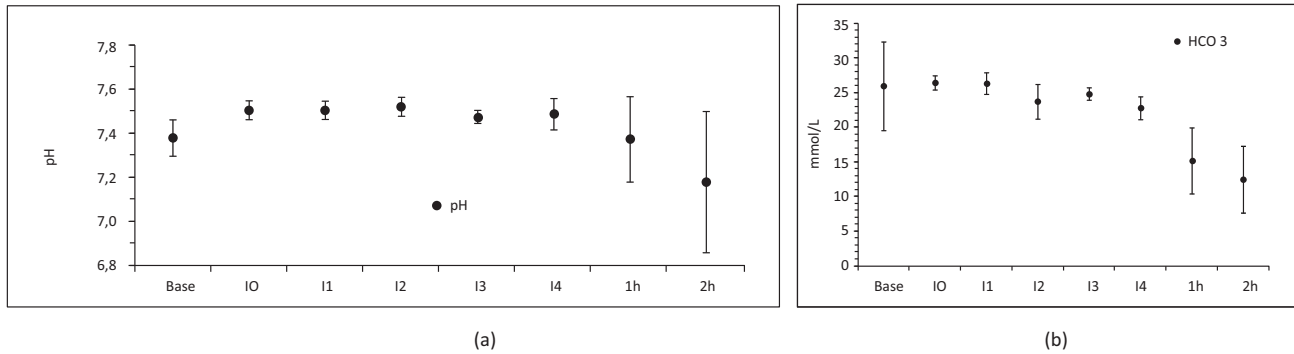 7,8
7,6
7,4
7,2
7,0
6,8
pH
pH
Base IO I1 I2 I3 I4 1h 2h
(a)
35
30
25
20
15
10
5
0
mmol/L
HCO 3
Base IO I1 I2 I3 I4 1h 2h
(b)